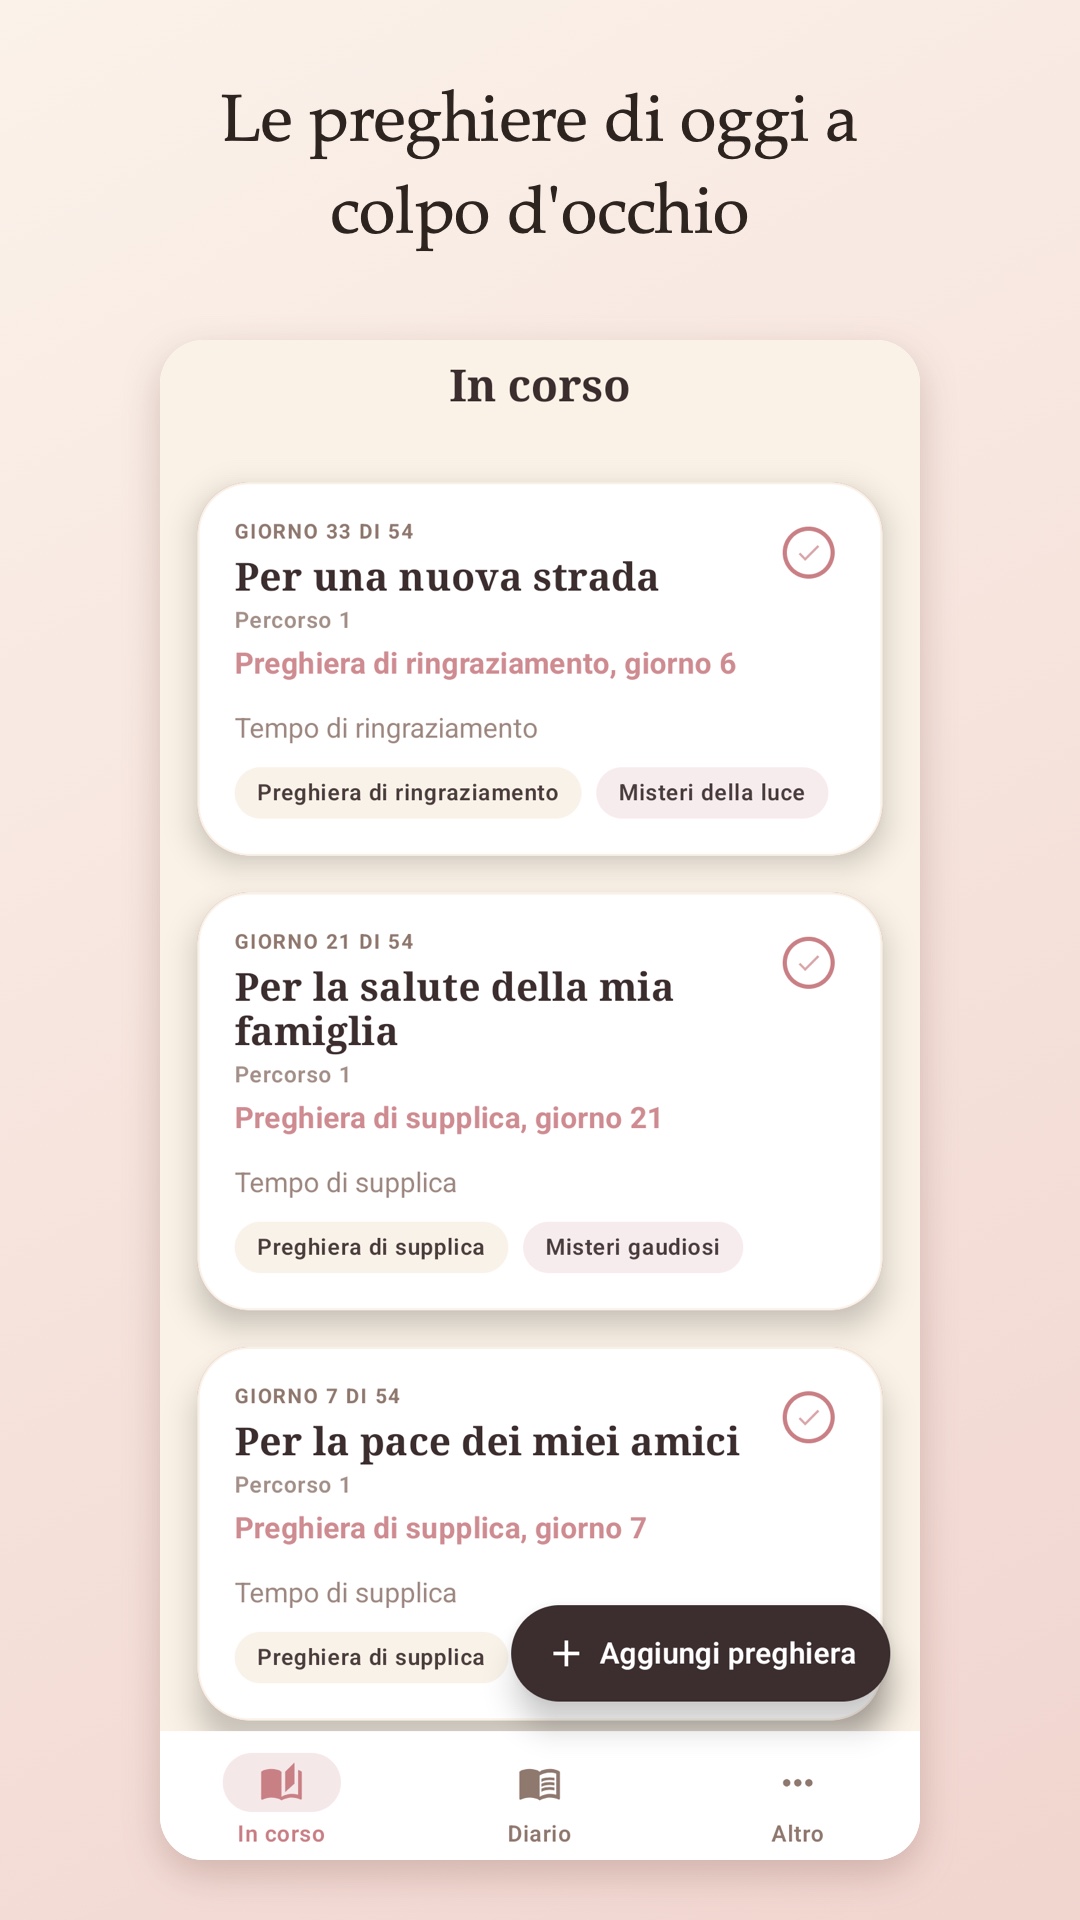 Le preghiere di oggi a
colpo d'occhio
In corso
GIORNO 33 DI 54
Per una nuova strada
Percorso 1
Preghiera di ringraziamento, giorno 6
Tempo di ringraziamento
Preghiera di ringraziamento
Misteri della luce
GIORNO 21 DI 54
Per la salute della mia
famiglia
Percorso 1
Preghiera di supplica, giorno 21
Tempo di supplica
Preghiera di supplica
Misteri gaudiosi
GIORNO 7 DI 54
Per la pace dei miei amici
Percorso 1
Preghiera di supplica, giorno 7
Tempo di supplica
Preghiera di supplica
Aggiungi preghiera
In corso
Diario
Altro